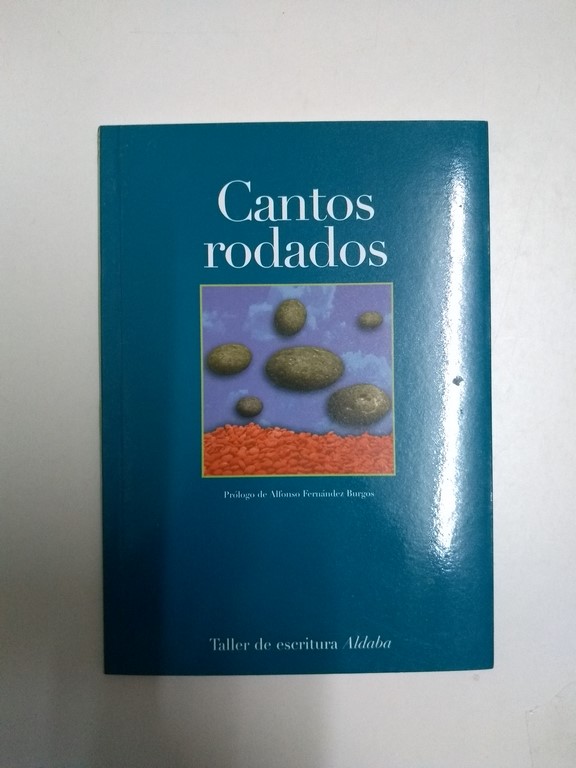 Cantos
rodados
Prólogo de Alfonso Fernández Burgos
Taller de escritura Aldaba